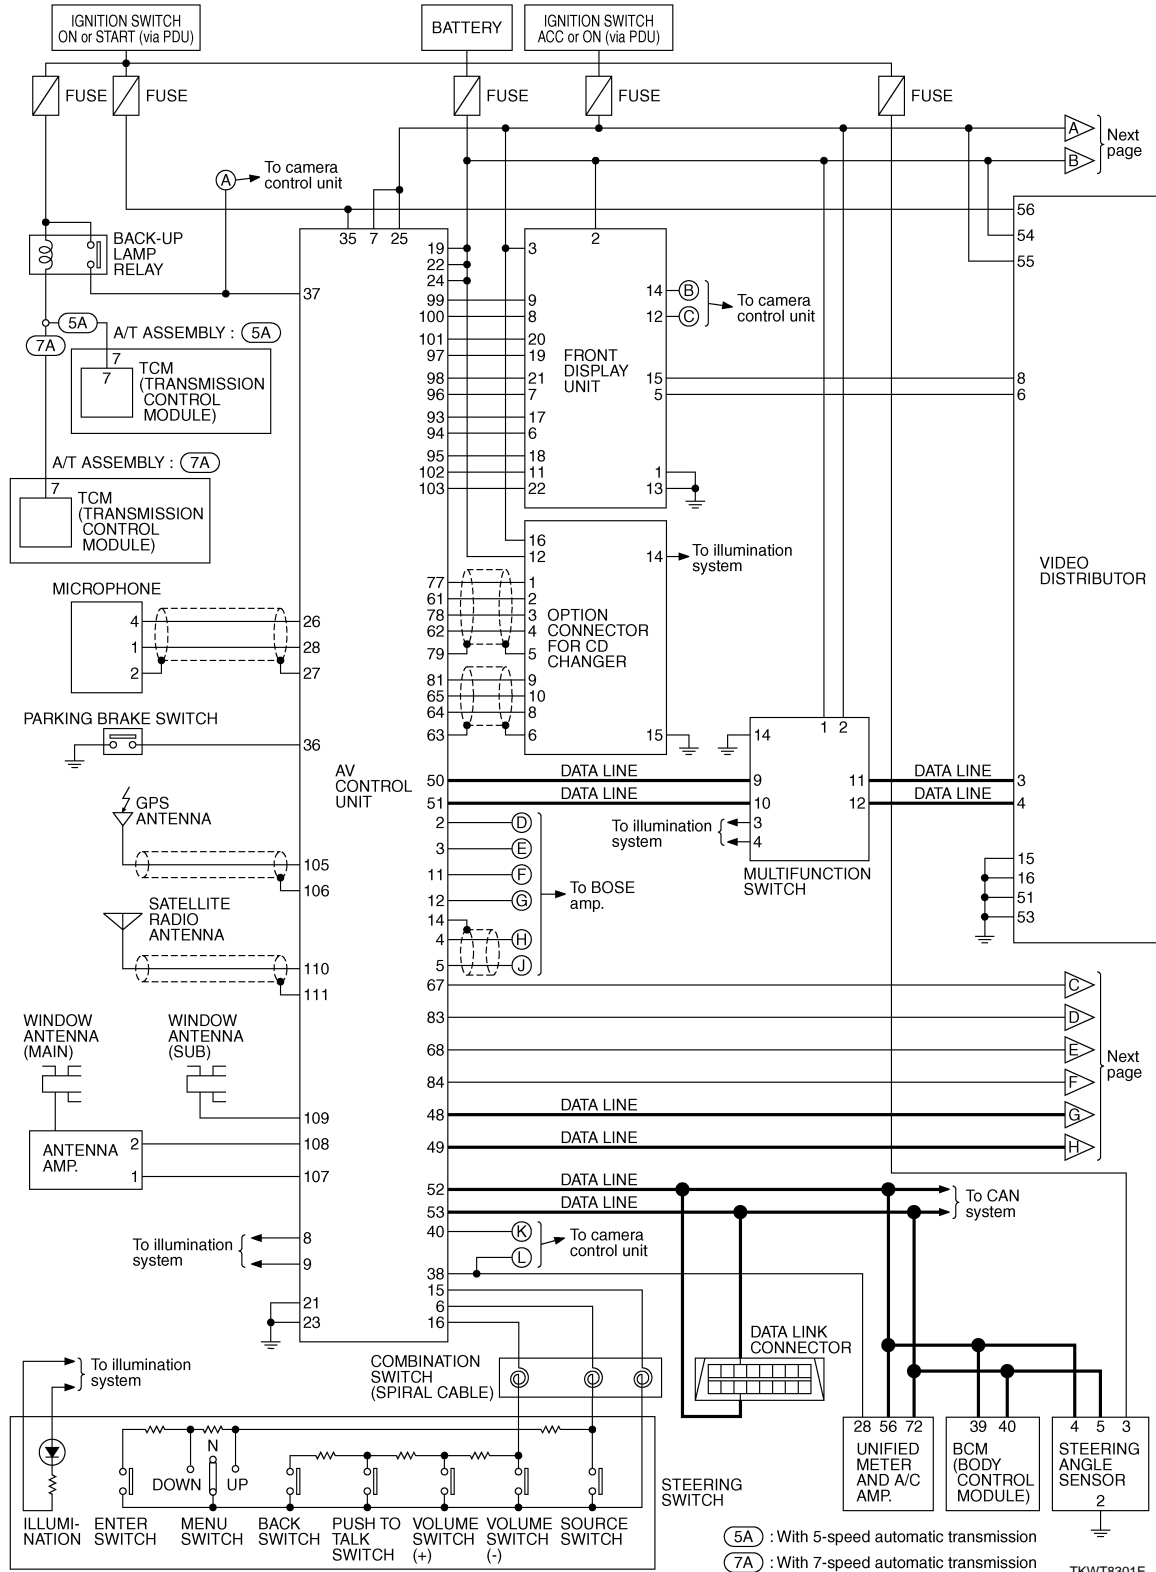 IGNITION SWITCH
ON or START (via PDU)
BATTERY
IGNITION SWITCH
ACC or ON (via PDU)
FUSE
FUSE
FUSE
FUSE
FUSE
A
B
Next
page
A
To camera
control unit
BACK-UP
LAMP
RELAY
5A
7A
A/T ASSEMBLY : 5A
7
7
TCM
(TRANSMISSION
CONTROL
MODULE)
A/T ASSEMBLY : 7A
7
TCM
(TRANSMISSION
CONTROL
MODULE)
MICROPHONE
4
1
2
PARKING BRAKE SWITCH
GPS
ANTENNA
SATELLITE
RADIO
ANTENNA
WINDOW
ANTENNA
(MAIN)
WINDOW
ANTENNA
(SUB)
ANTENNA
AMP.
2
1
To illumination
system
35 7 25
37
26
28
27
36
105
106
110
111
109
108
107
8
9
21
23
AV
CONTROL
UNIT
19
22
24
99
100
101
97
98
96
93
94
95
102
103
77
61
78
62
79
81
65
64
63
50
51
2
3
11
12
14
4
5
67
83
68
84
48
49
52
53
40
38
15
6
16
2
3
9
8
20
19
21
7
17
6
18
11
22
FRONT
DISPLAY
UNIT
14 B
12 C
To camera
control unit
15
5
1
13
16
12
1
2
3
4
5
9
10
8
6
OPTION
CONNECTOR
FOR CD
CHANGER
14
To illumination
system
15
DATA LINE
DATA LINE
1 2
14
9
10
3
4
11
12
To illumination
system
MULTIFUNCTION
SWITCH
DATA LINE
DATA LINE
56
54
55
8
6
VIDEO
DISTRIBUTOR
3
4
15
16
51
53
D
E
F
G
H
J
To BOSE
amp.
C
D
E
F
G
H
Next
page
DATA LINE
DATA LINE
DATA LINE
DATA LINE
To CAN
system
K
L
To camera
control unit
COMBINATION
SWITCH
(SPIRAL CABLE)
DATA LINK
CONNECTOR
To illumination
system
N
DOWN
UP
ILLUMI-
NATION
ENTER
SWITCH
MENU
SWITCH
BACK
SWITCH
PUSH TO
TALK
SWITCH
VOLUME
SWITCH
(+)
VOLUME
SWITCH
(-)
SOURCE
SWITCH
STEERING
SWITCH
28 56 72
UNIFIED
METER
AND A/C
AMP.
39 40
BCM
(BODY
CONTROL
MODULE)
4 5 3
STEERING
ANGLE
SENSOR
2
5A : With 5-speed automatic transmission
7A : With 7-speed automatic transmission
TKWT8301E